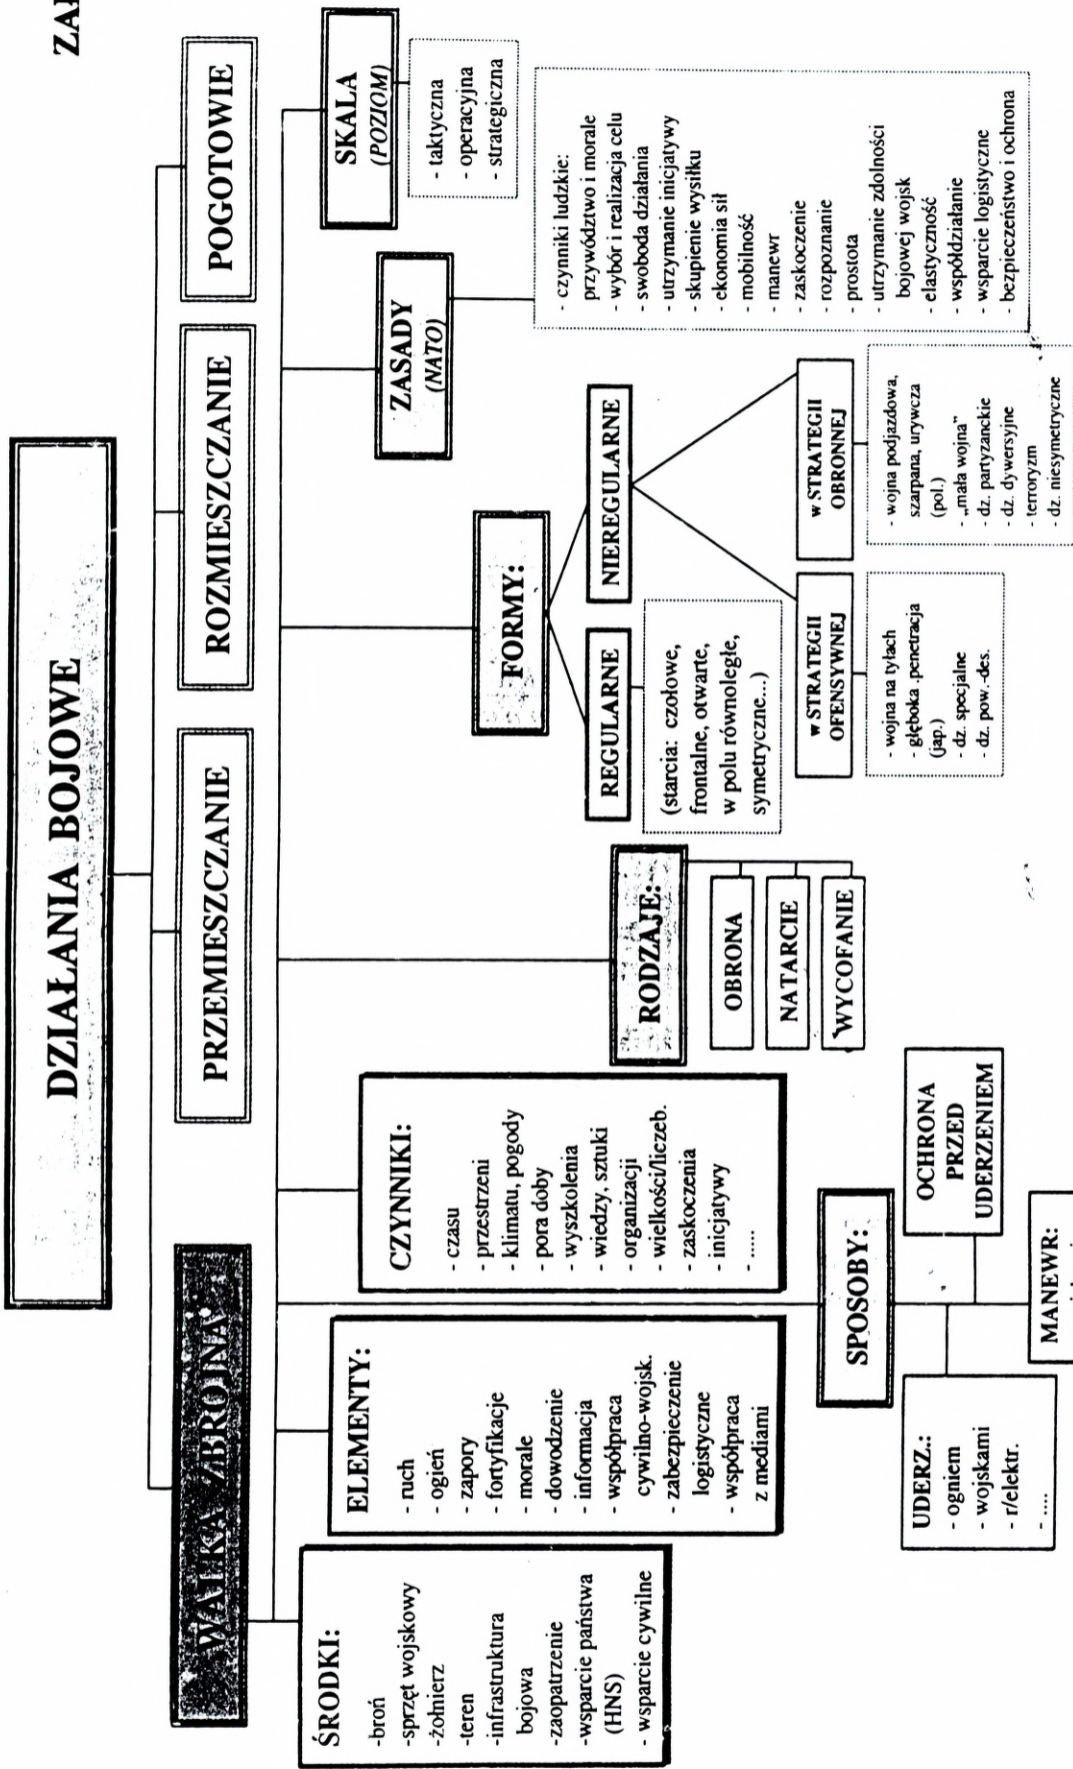 ZAŁ
DZIAŁANIA BOJOWE
WALKA ZBROJNA
PRZEMIESZCZANIE
ROZMIESZCZANIE
POGOTOWIE
ŚRODKI:
-broń
-sprzęt wojskowy
-żołnierz
-teren
-infrastruktura
bojowa
-zaopatrzenie
-wsparcie państwa
(HNS)
- wsparcie cywilne
ELEMENTY:
- ruch
- ogień
- zapory
- fortyfikacje
- morale
- dowodzenie
- informacja
- współpraca
cywilno-wojsk.
- zabezpieczenie
logistyczne
- współpraca
z mediami
CZYNNIKI:
- czasu
- przestrzeni
- klimatu, pogody
- pora doby
- wyszkolenia
- wiedzy, sztuki
- organizacji
- wielkości/liczeb.
- zaskoczenia
- inicjatywy
- .....
SPOSOBY:
UDERZ.:
- ogniem
- wojskami
- r/elektr.
- ....
OCHRONA
PRZED
UDERZENIEM
MANEWR:
RODZAJE:
OBRONA
NATARCIE
WYCOFANIE
FORMY:
REGULARNE
(starcia: czołowe,
frontalne, otwarte,
w polu równoległe,
symetryczne...)
NIEREGULARNE
w STRATEGII
OFENSYWNEJ
- wojna na tyłach
- głęboka penetracja
(jap.)
- dz. specjalne
- dz. pow.-des.
w STRATEGII
OBRONNEJ
- wojna podjazdowa,
szarpana, urywcza
(pol.)
- „mała wojna"
- dz. partyzanckie
- dz. dywersyjne
- terroryzm
- dz. niesymetryczne
ZASADY
(NATO)
- czynniki ludzkie:
przywództwo i morale
- wybór i realizacja celu
- swoboda działania
- utrzymanie inicjatywy
- skupienie wysiłku
- ekonomia sił
- mobilność
- manewr
- zaskoczenie
- rozpoznanie
- prostota
- utrzymanie zdolności
bojowej wojsk
- elastyczność
- współdziałanie
- wsparcie logistyczne
- bezpieczeństwo i ochrona
SKALA
(POZIOM)
- taktyczna
- operacyjna
- strategiczna